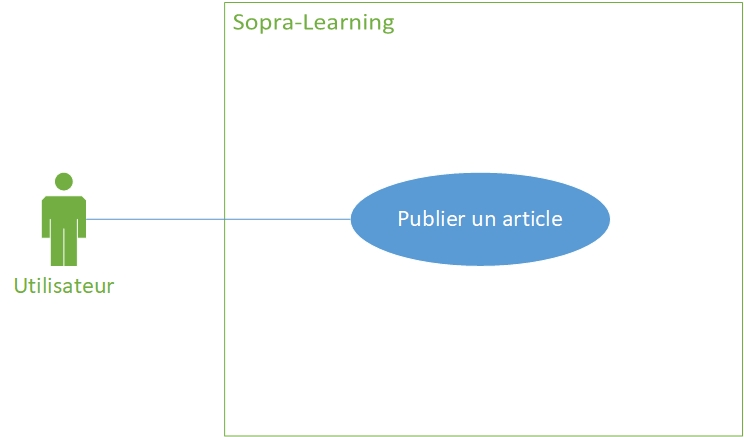 Sopra-Learning
Publier un article
Utilisateur